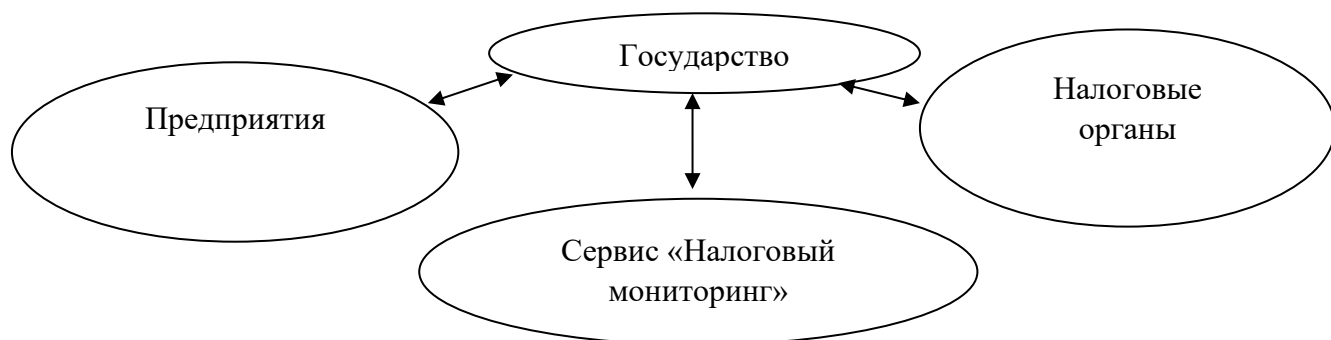 Государство
Предприятия
Налоговые
органы
Сервис «Налоговый
мониторинг»